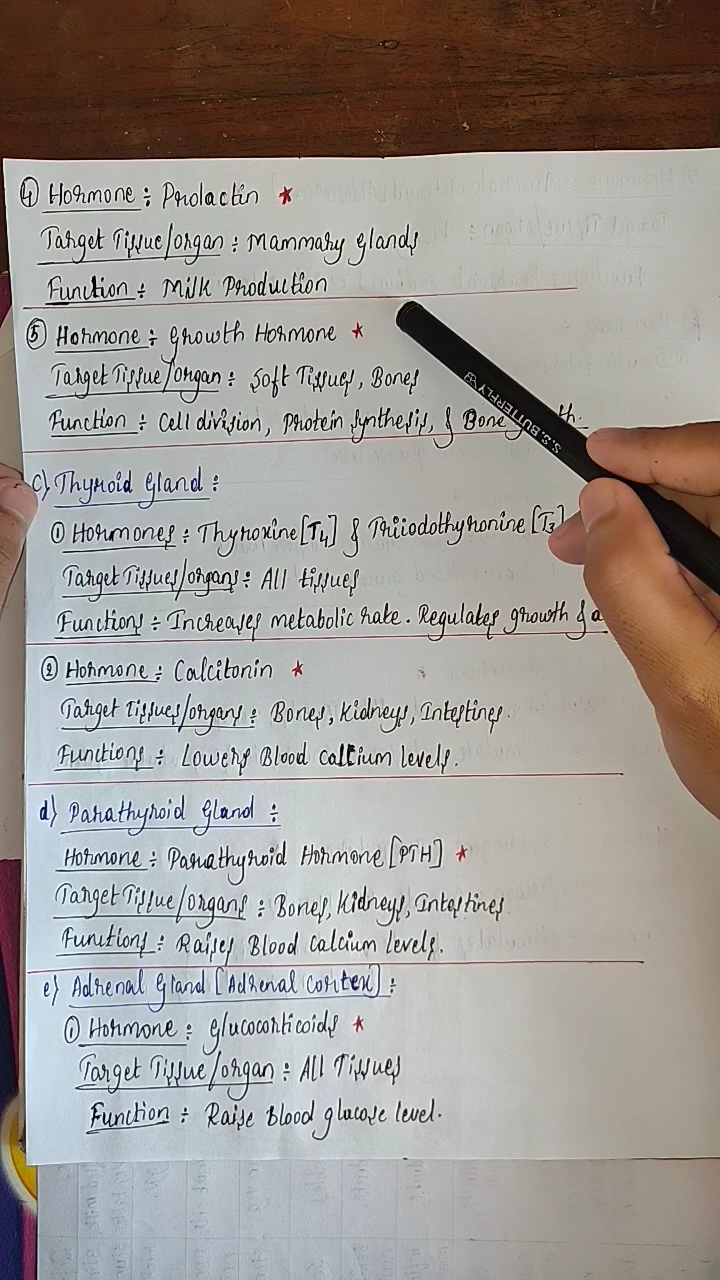 ④ Hormone : Prolactin *
Target Tissue/organ : Mammary glands
Function : Milk Production
⑤ Hormone : Growth Hormone *
Target Tissue/organ : Soft Tissues, Bones
Function : Cell division, Protein synthesis, & Bone
S.S. BUTTERFLY
c) Thyroid Gland :
① Hormones : Thyroxine [T4] & Triiodothyronine [T3]
Target Tissues/organs : All tissues
Functions : Increases metabolic rate. Regulates growth &
② Hormone : Calcitonin *
Target Tissues/organs : Bones, Kidneys, Intestines.
Functions : Lowers Blood calcium levels.
d) Parathyroid Gland :
Hormone : Parathyroid Hormone [PTH] *
Target Tissue/organs : Bones, Kidneys, Intestines
Functions : Raises Blood calcium levels.
e) Adrenal Gland [Adrenal cortex] :
① Hormone : Glucocorticoids *
Target Tissue/organ : All Tissues
Function : Raise Blood glucose level.